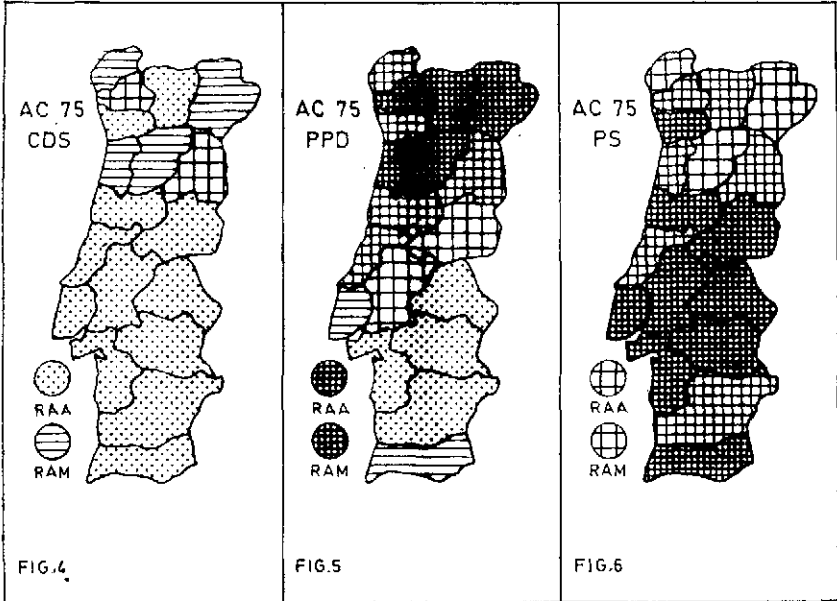 AC 75
CDS
RAA
RAM
FIG.4
AC 75
PPD
RAA
RAM
FIG.5
AC 75
PS
RAA
RAM
FIG.6